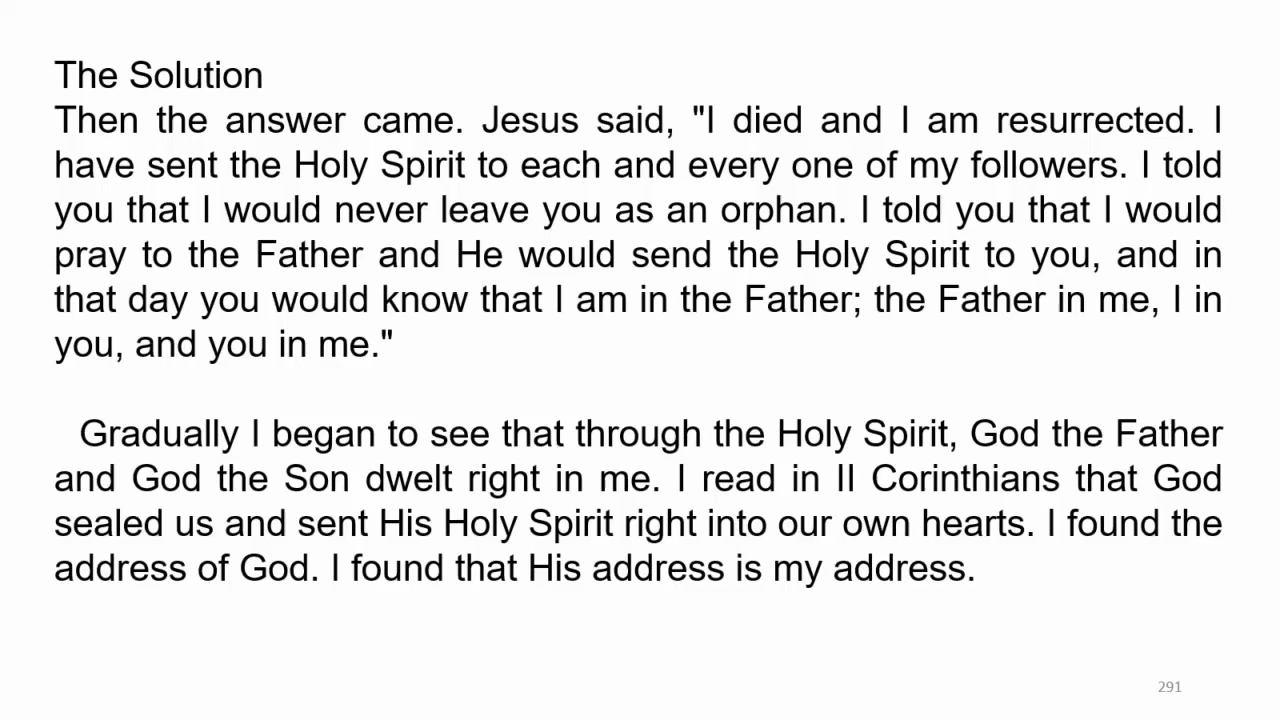 The Solution
Then the answer came. Jesus said, "I died and I am resurrected. I
have sent the Holy Spirit to each and every one of my followers. I told
you that I would never leave you as an orphan. I told you that I would
pray to the Father and He would send the Holy Spirit to you, and in
that day you would know that I am in the Father; the Father in me, I in
you, and you in me."
Gradually I began to see that through the Holy Spirit, God the Father
and God the Son dwelt right in me. I read in II Corinthians that God
sealed us and sent His Holy Spirit right into our own hearts. I found the
address of God. I found that His address is my address.
291